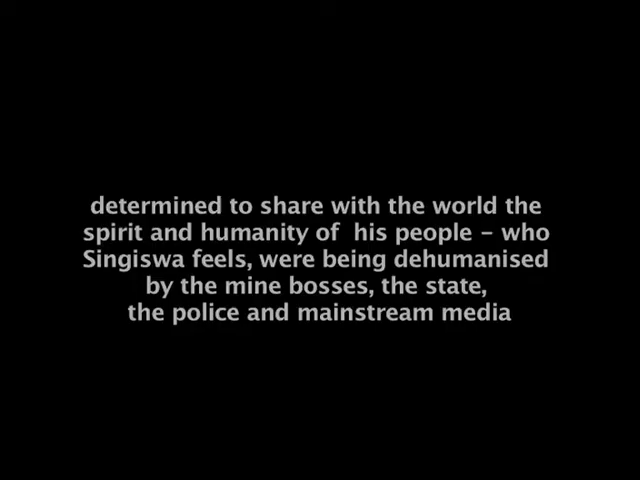 determined to share with the world the
spirit and humanity of  his people - who
Singiswa feels, were being dehumanised
by the mine bosses, the state,
the police and mainstream media